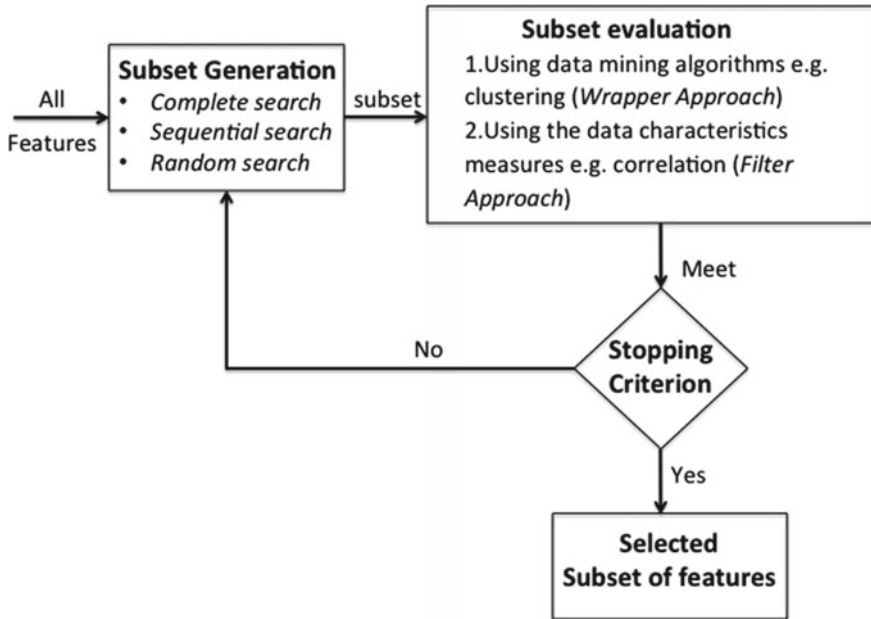 All
Features
Subset Generation
• Complete search
• Sequential search
• Random search
subset
Subset evaluation
1.Using data mining algorithms e.g.
clustering (Wrapper Approach)
2.Using the data characteristics
measures e.g. correlation (Filter
Approach)
Meet
Stopping
Criterion
No
Yes
Selected
Subset of features